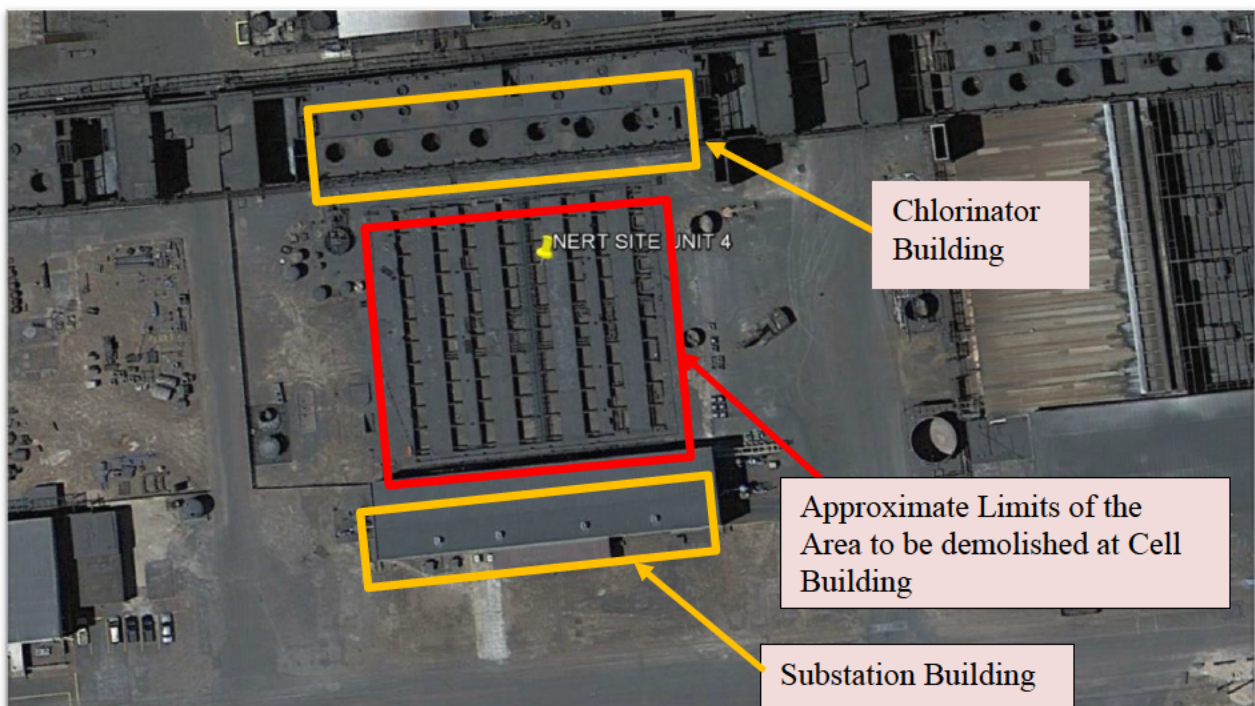 Chlorinator
Building
NERT SITE UNIT 4
Approximate Limits of the
Area to be demolished at Cell
Building
Substation Building